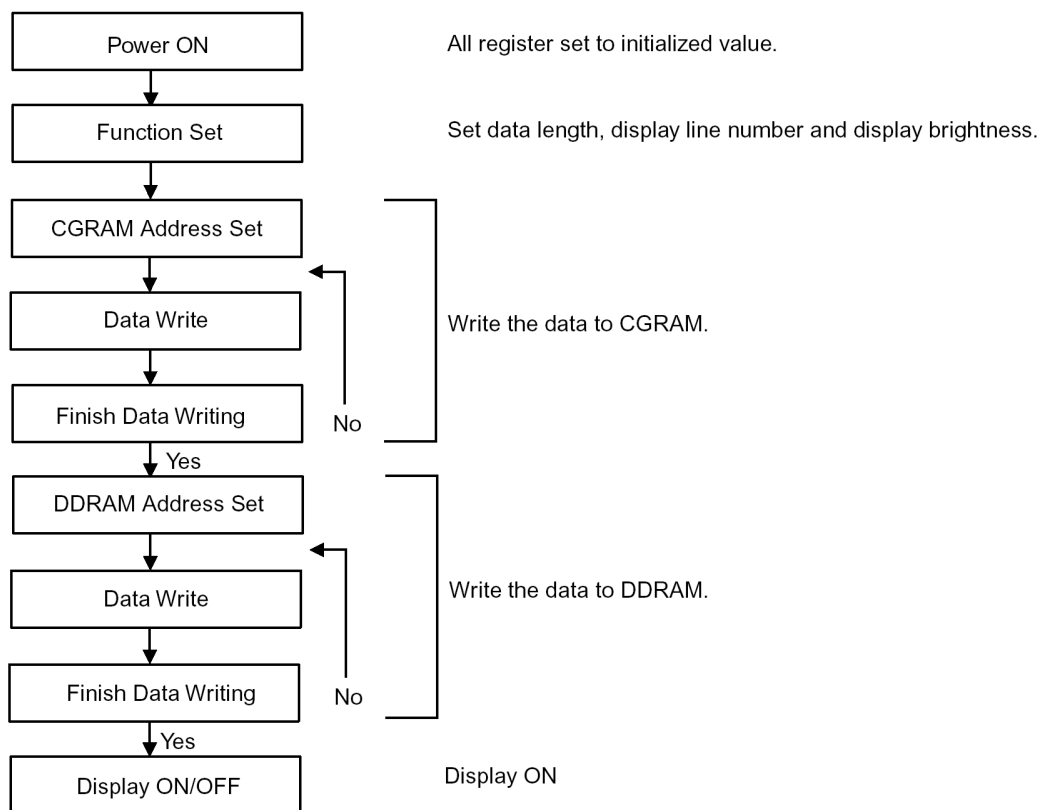 Power ON
All register set to initialized value.
Function Set
Set data length, display line number and display brightness.
CGRAM Address Set
Data Write
Write the data to CGRAM.
Finish Data Writing
No
Yes
DDRAM Address Set
Data Write
Write the data to DDRAM.
Finish Data Writing
No
Yes
Display ON/OFF
Display ON